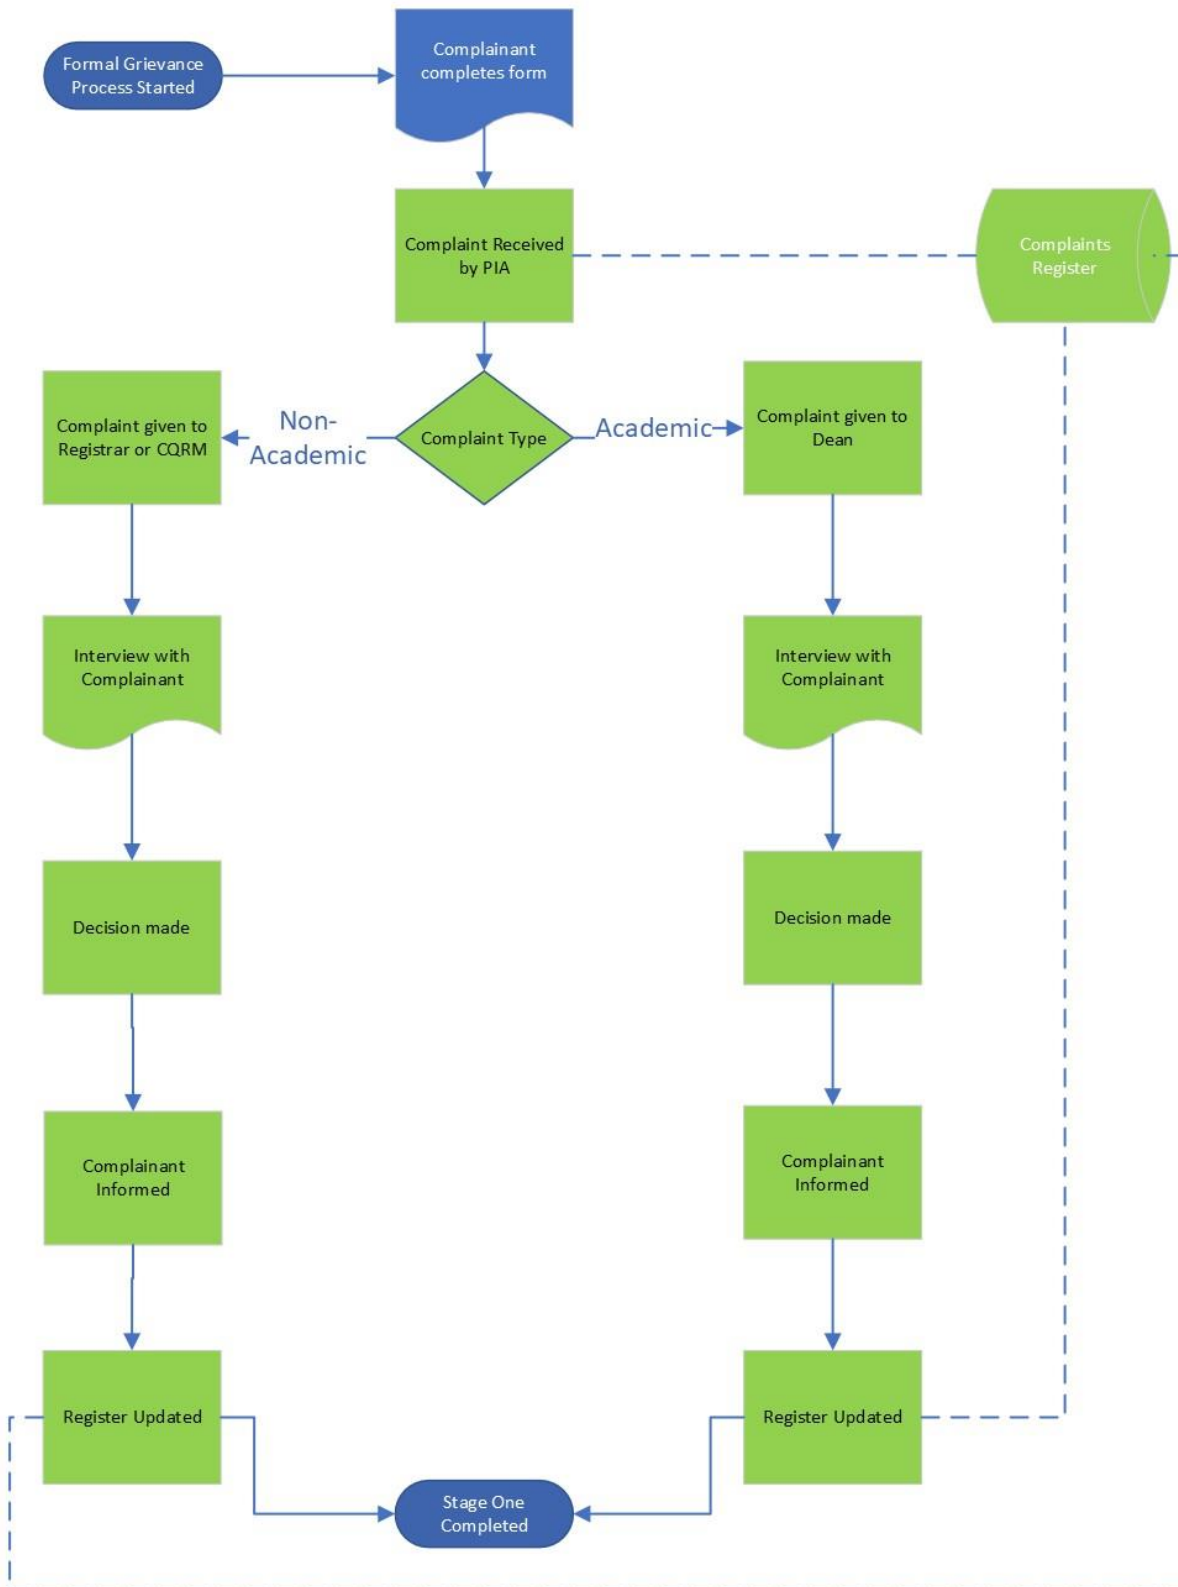 Formal Grievance
Process Started
Complainant
completes form
Complaint Received
by PIA
Complaints
Register
Complaint given to
Registrar or CQRM
Non-
Academic
Complaint Type
Academic
Complaint given to
Dean
Interview with
Complainant
Interview with
Complainant
Decision made
Decision made
Complainant
Informed
Complainant
Informed
Register Updated
Register Updated
Stage One
Completed